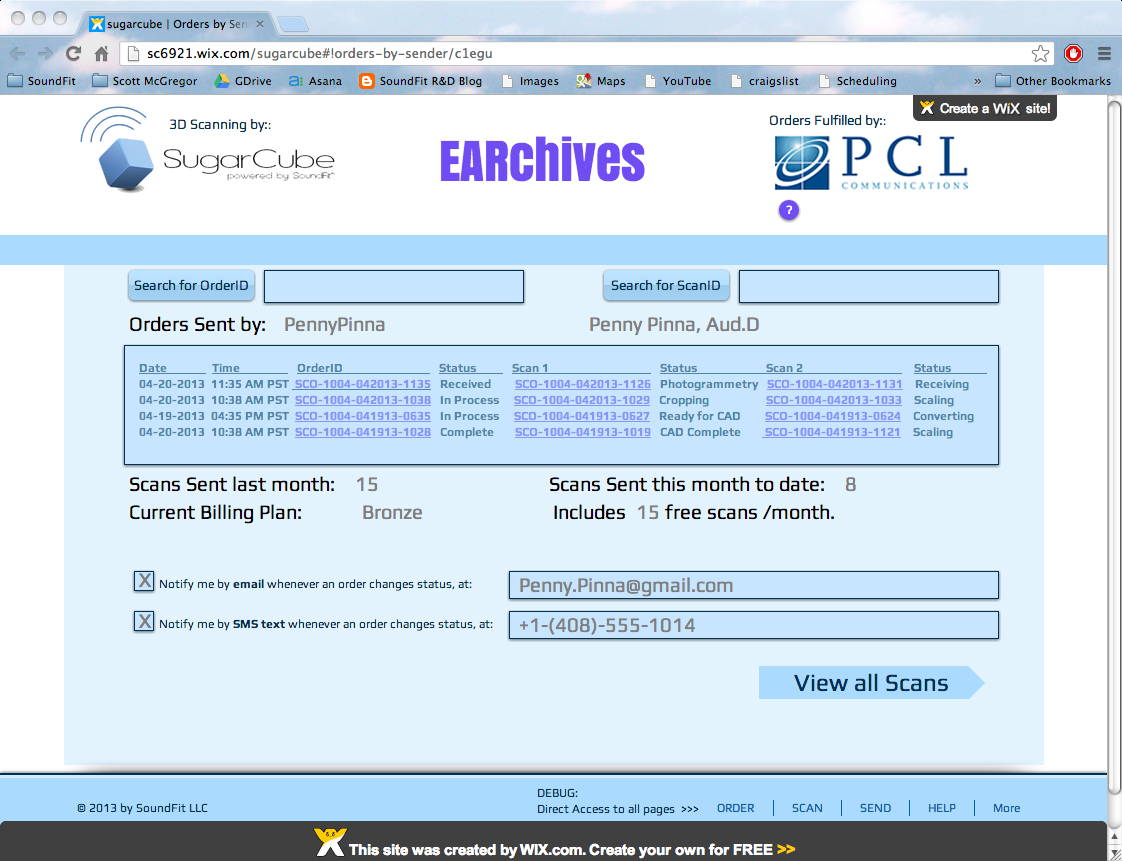 sugarcube | Orders by Sen
sc6921.wix.com/sugarcube#!orders-by-sender/c1egu
SoundFit Scott McGregor GDrive Asana SoundFit R&D Blog Images Maps YouTube craigslist Scheduling » Other Bookmarks
Create a WiX site!
3D Scanning by::
SugarCube
powered by SoundFit™
EARchives
Orders Fulfilled by::
PCL
COMMUNICATIONS
?
Search for OrderID Search for ScanID
Orders Sent by: PennyPinna Penny Pinna, Aud.D
Date Time OrderID Status Scan 1 Status Scan 2 Status
04-20-2013 11:35 AM PST SCO-1004-042013-1135 Received SCO-1004-042013-1126 Photogrammetry SCO-1004-042013-1131 Receiving
04-20-2013 10:38 AM PST SCO-1004-042013-1038 In Process SCO-1004-042013-1029 Cropping SCO-1004-042013-1033 Scaling
04-19-2013 04:35 PM PST SCO-1004-041913-0635 In Process SCO-1004-041913-0627 Ready for CAD SCO-1004-041913-0624 Converting
04-20-2013 10:38 AM PST SCO-1004-041913-1028 Complete SCO-1004-041913-1019 CAD Complete SCO-1004-041913-1121 Scaling
Scans Sent last month: 15 Scans Sent this month to date: 8
Current Billing Plan: Bronze Includes 15 free scans /month.
X Notify me by email whenever an order changes status, at: Penny.Pinna@gmail.com
X Notify me by SMS text whenever an order changes status, at: +1-(408)-555-1014
View all Scans
DEBUG:
© 2013 by SoundFit LLC Direct Access to all pages >>> ORDER SCAN SEND HELP More
This site was created by WIX.com. Create your own for FREE >>